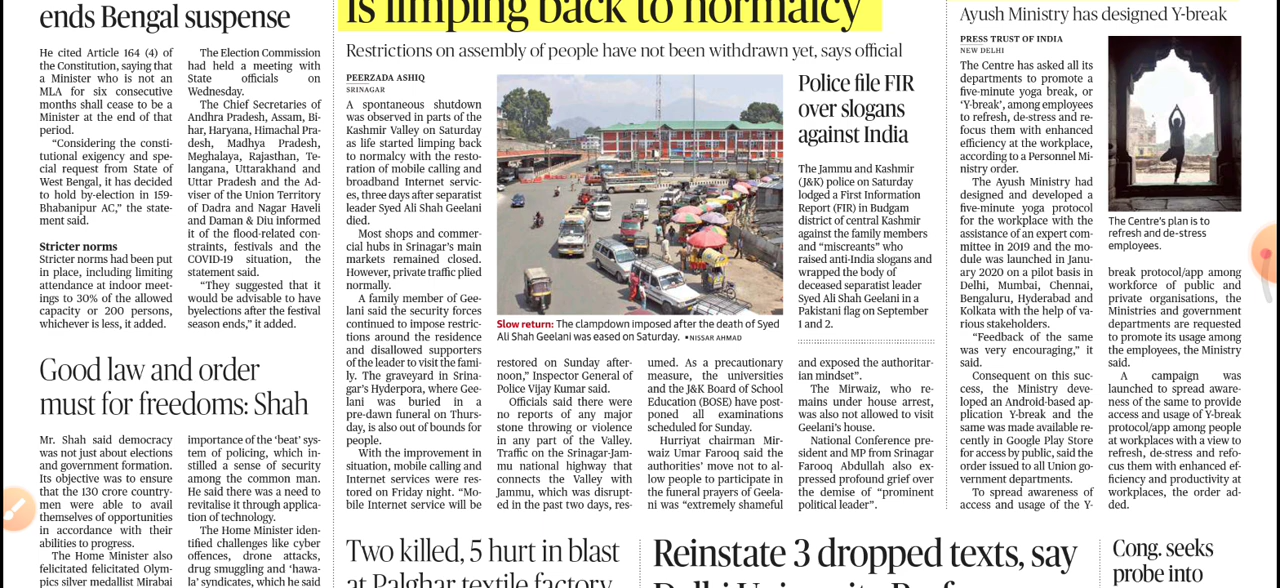 ends Bengal suspense
He cited Article 164 (4) of
the Constitution, saying that
a Minister who is not an
MLA for six consecutive
months shall cease to be a
Minister at the end of that
period.
“Considering the consti-
tutional exigency and spe-
cial request from State of
West Bengal, it has decided
to hold by-election in 159-
Bhabanipur AC,” the state-
ment said.
Stricter norms
Stricter norms had been put
in place, including limiting
attendance at indoor meet-
ings to 30% of the allowed
capacity or 200 persons,
whichever is less, it added.
The Election Commission
had held a meeting with
State officials on
Wednesday.
The Chief Secretaries of
Andhra Pradesh, Assam, Bi-
har, Haryana, Himachal Pra-
desh, Madhya Pradesh,
Meghalaya, Rajasthan, Te-
langana, Uttarakhand and
Uttar Pradesh and the Ad-
viser of the Union Territory
of Dadra and Nagar Haveli
and Daman & Diu informed
it of the flood-related con-
straints, festivals and the
COVID-19 situation, the
statement said.
“They suggested that it
would be advisable to have
byelections after the festival
season ends,” it added.
Good law and order
must for freedoms: Shah
Mr. Shah said democracy
was not just about elections
and government formation.
Its objective was to ensure
that the 130 crore country-
men were able to avail
themselves of opportunities
in accordance with their
abilities to progress.
The Home Minister also
felicitated felicitated Olym-
pics silver medallist Mirabai
importance of the ‘beat’ sys-
tem of policing, which in-
stilled a sense of security
among the common man.
He said there was a need to
revitalise it through applica-
tion of technology.
The Home Minister iden-
tified challenges like cyber
offences, drone attacks,
drug smuggling and ‘hawa-
la’ syndicates, which he said
is limping back to normalcy
Restrictions on assembly of people have not been withdrawn yet, says official
PEERZADA ASHIQ
SRINAGAR
A spontaneous shutdown
was observed in parts of the
Kashmir Valley on Saturday
as life started limping back
to normalcy with the resto-
ration of mobile calling and
broadband Internet servic-
es, three days after separatist
leader Syed Ali Shah Geelani
died.
Most shops and commer-
cial hubs in Srinagar’s main
markets remained closed.
However, private traffic plied
normally.
A family member of Gee-
lani said the security forces
continued to impose restric-
tions around the residence
and disallowed supporters
of the leader to visit the fami-
ly. The graveyard in Srina-
gar’s Hyderpora, where Gee-
lani was buried in a
pre-dawn funeral on Thurs-
day, is also out of bounds for
people.
With the improvement in
situation, mobile calling and
Internet services were res-
tored on Friday night. “Mo-
bile Internet service will be
Slow return: The clampdown imposed after the death of Syed
Ali Shah Geelani was eased on Saturday. •NISSAR AHMAD
restored on Sunday after-
noon,” Inspector General of
Police Vijay Kumar said.
Officials said there were
no reports of any major
stone throwing or violence
in any part of the Valley.
Traffic on the Srinagar-Jam-
mu national highway that
connects the Valley with
Jammu, which was disrupt-
ed in the past two days, res-
umed. As a precautionary
measure, the universities
and the J&K Board of School
Education (BOSE) have post-
poned all examinations
scheduled for Sunday.
Hurriyat chairman Mir-
waiz Umar Farooq said the
authorities’ move not to al-
low people to participate in
the funeral prayers of Geela-
ni was “extremely shameful
and exposed the authoritar-
ian mindset”.
The Mirwaiz, who re-
mains under house arrest,
was also not allowed to visit
Geelani’s house.
National Conference pre-
sident and MP from Srinagar
Farooq Abdullah also ex-
pressed profound grief over
the demise of “prominent
political leader”.
Police file FIR
over slogans
against India
The Jammu and Kashmir
(J&K) police on Saturday
lodged a First Information
Report (FIR) in Budgam
district of central Kashmir
against the family members
and “miscreants” who
raised anti-India slogans and
wrapped the body of
deceased separatist leader
Syed Ali Shah Geelani in a
Pakistani flag on September
1 and 2.
Ayush Ministry has designed Y-break
PRESS TRUST OF INDIA
NEW DELHI
The Centre has asked all its
departments to promote a
five-minute yoga break, or
‘Y-break’, among employees
to refresh, de-stress and re-
focus them with enhanced
efficiency at the workplace,
according to a Personnel Mi-
nistry order.
The Ayush Ministry had
designed and developed a
five-minute yoga protocol
for the workplace with the
assistance of an expert com-
mittee in 2019 and the mo-
dule was launched in Janu-
ary 2020 on a pilot basis in
Delhi, Mumbai, Chennai,
Bengaluru, Hyderabad and
Kolkata with the help of va-
rious stakeholders.
“Feedback of the same
was very encouraging,” it
said.
Consequent on this suc-
cess, the Ministry deve-
loped an Android-based ap-
plication Y-break and the
same was made available re-
cently in Google Play Store
for access by public, said the
order issued to all Union go-
vernment departments.
To spread awareness of
access and usage of the Y-
The Centre’s plan is to
refresh and de-stress
employees.
break protocol/app among
workforce of public and
private organisations, the
Ministries and government
departments are requested
to promote its usage among
the employees, the Ministry
said.
A campaign was
launched to spread aware-
ness of the same to provide
access and usage of Y-break
protocol/app among people
at workplaces with a view to
refresh, de-stress and refo-
cus them with enhanced ef-
ficiency and productivity at
workplaces, the order ad-
ded.
Two killed, 5 hurt in blast
at Palghar textile factory
Reinstate 3 dropped texts, say
Cong. seeks
probe into